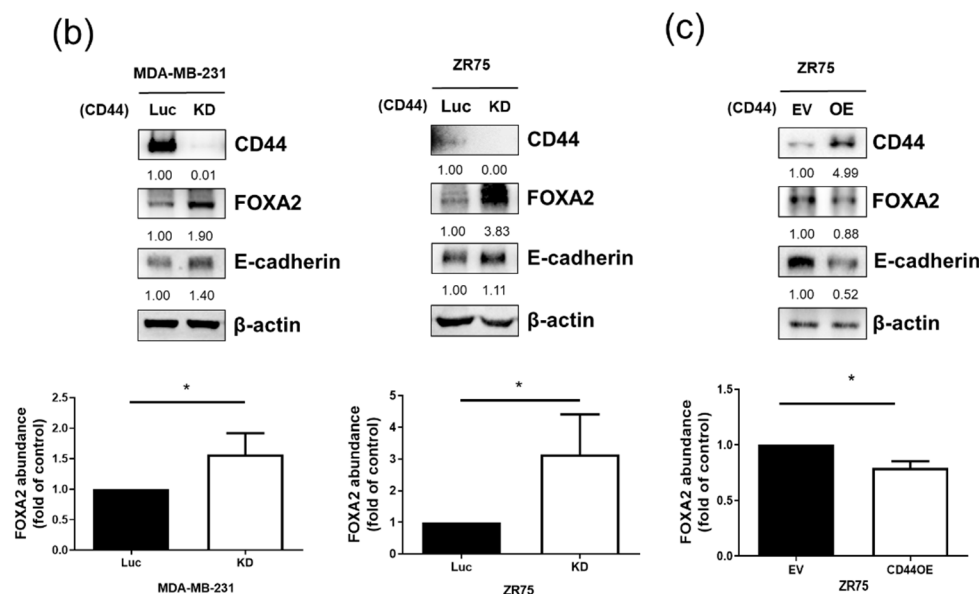 (b)
MDA-MB-231
(CD44) Luc KD
CD44
1.00 0.01
FOXA2
1.00 1.90
E-cadherin
1.00 1.40
β-actin
ZR75
(CD44) Luc KD
CD44
1.00 0.00
FOXA2
1.00 3.83
E-cadherin
1.00 1.11
β-actin
(c)
ZR75
(CD44) EV OE
CD44
1.00 4.99
FOXA2
1.00 0.88
E-cadherin
1.00 0.52
β-actin
FOXA2 abundance
(fold of control)
2.5
2.0
1.5
1.0
0.5
0.0
*
Luc KD
MDA-MB-231
FOXA2 abundance
(fold of control)
5
4
3
2
1
0
*
Luc KD
ZR75
FOXA2 abundance
(fold of control)
1.5
1.0
0.5
0.0
*
EV CD44OE
ZR75